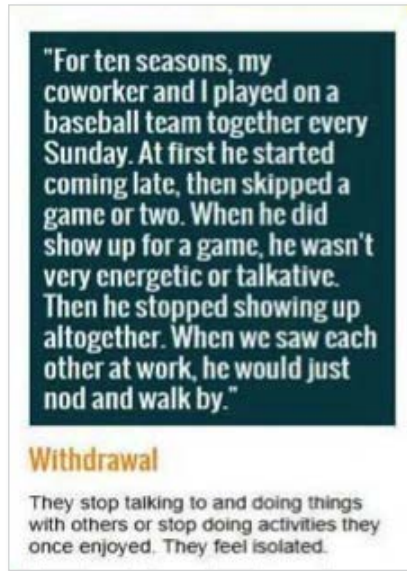 "For ten seasons, my
coworker and I played on a
baseball team together every
Sunday. At first he started
coming late, then skipped a
game or two. When he did
show up for a game, he wasn't
very energetic or talkative.
Then he stopped showing up
altogether. When we saw each
other at work, he would just
nod and walk by."
Withdrawal
They stop talking to and doing things
with others or stop doing activities they
once enjoyed. They feel isolated.